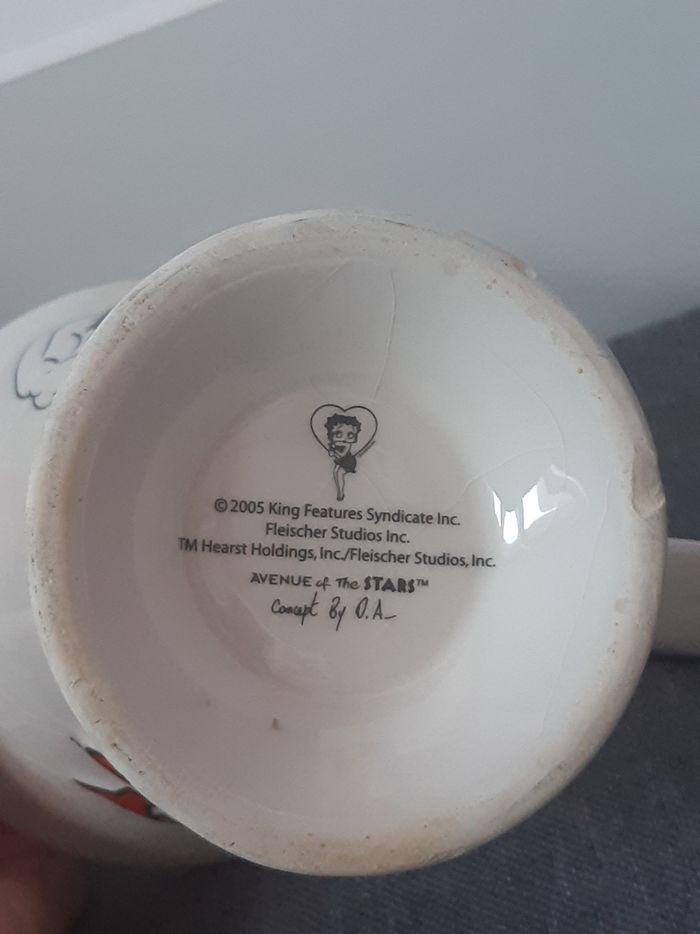 © 2005 King Features Syndicate Inc.
Fleischer Studios Inc.
TM Hearst Holdings, Inc./Fleischer Studios, Inc.
AVENUE of The STARS™
Concept By D.A_